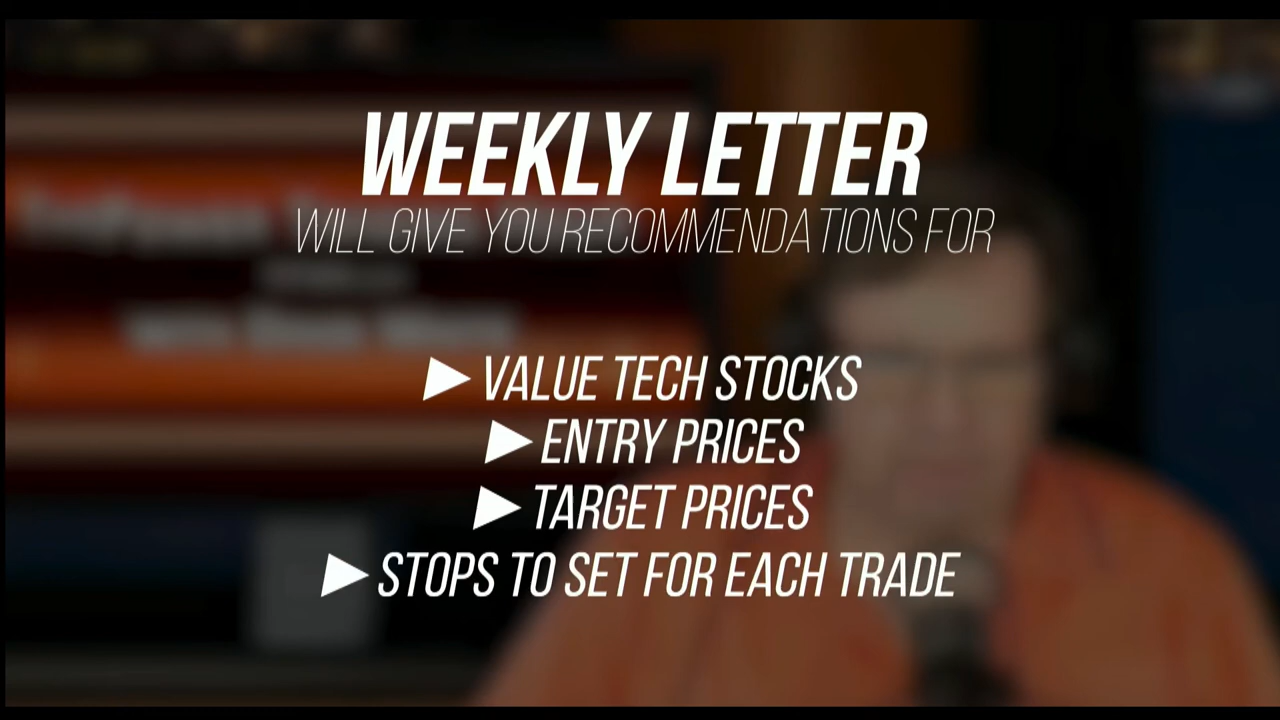 WEEKLY LETTER
WILL GIVE YOU RECOMMENDATIONS FOR
▶ VALUE TECH STOCKS
▶ ENTRY PRICES
▶ TARGET PRICES
▶ STOPS TO SET FOR EACH TRADE